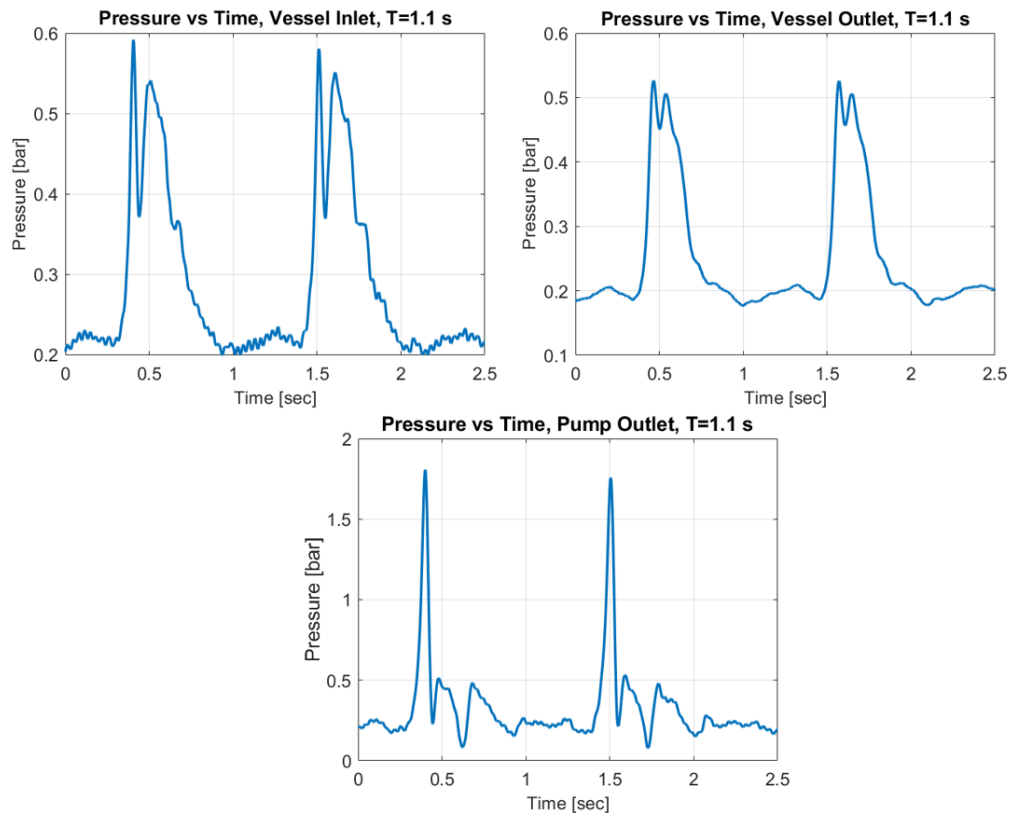 Pressure vs Time, Vessel Inlet, T=1.1 s
0.6
0.5
0.4
0.3
0.2
Pressure [bar]
0 0.5 1 1.5 2 2.5
Time [sec]
Pressure vs Time, Vessel Outlet, T=1.1 s
0.6
0.5
0.4
0.3
0.2
0.1
Pressure [bar]
0 0.5 1 1.5 2 2.5
Time [sec]
Pressure vs Time, Pump Outlet, T=1.1 s
2
1.5
1
0.5
0
Pressure [bar]
0 0.5 1 1.5 2 2.5
Time [sec]